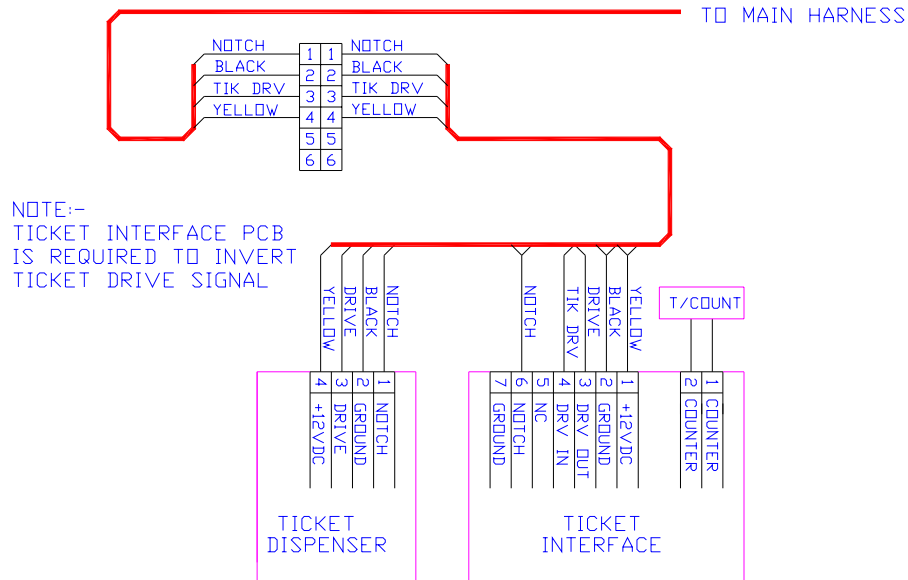 TO MAIN HARNESS
NOTCH 1 1 NOTCH
BLACK 2 2 BLACK
TIK DRV 3 3 TIK DRV
YELLOW 4 4 YELLOW
5 5
6 6
NOTE:-
TICKET INTERFACE PCB
IS REQUIRED TO INVERT
TICKET DRIVE SIGNAL
YELLOW
DRIVE
BLACK
NOTCH
NOTCH
TIK DRV
DRIVE
BLACK
YELLOW
T/COUNT
4 3 2 1
+12VDC
DRIVE
GROUND
NOTCH
7 6 5 4 3 2 1
GROUND
NOTCH
NC
DRV IN
DRV OUT
GROUND
+12VDC
2 1
COUNTER
COUNTER
TICKET
DISPENSER
TICKET
INTERFACE